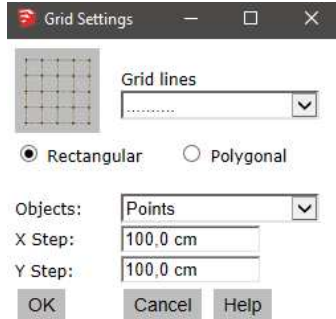 Grid Settings
Grid lines
..........
Rectangular Polygonal
Objects: Points
X Step: 100,0 cm
Y Step: 100,0 cm
OK Cancel Help